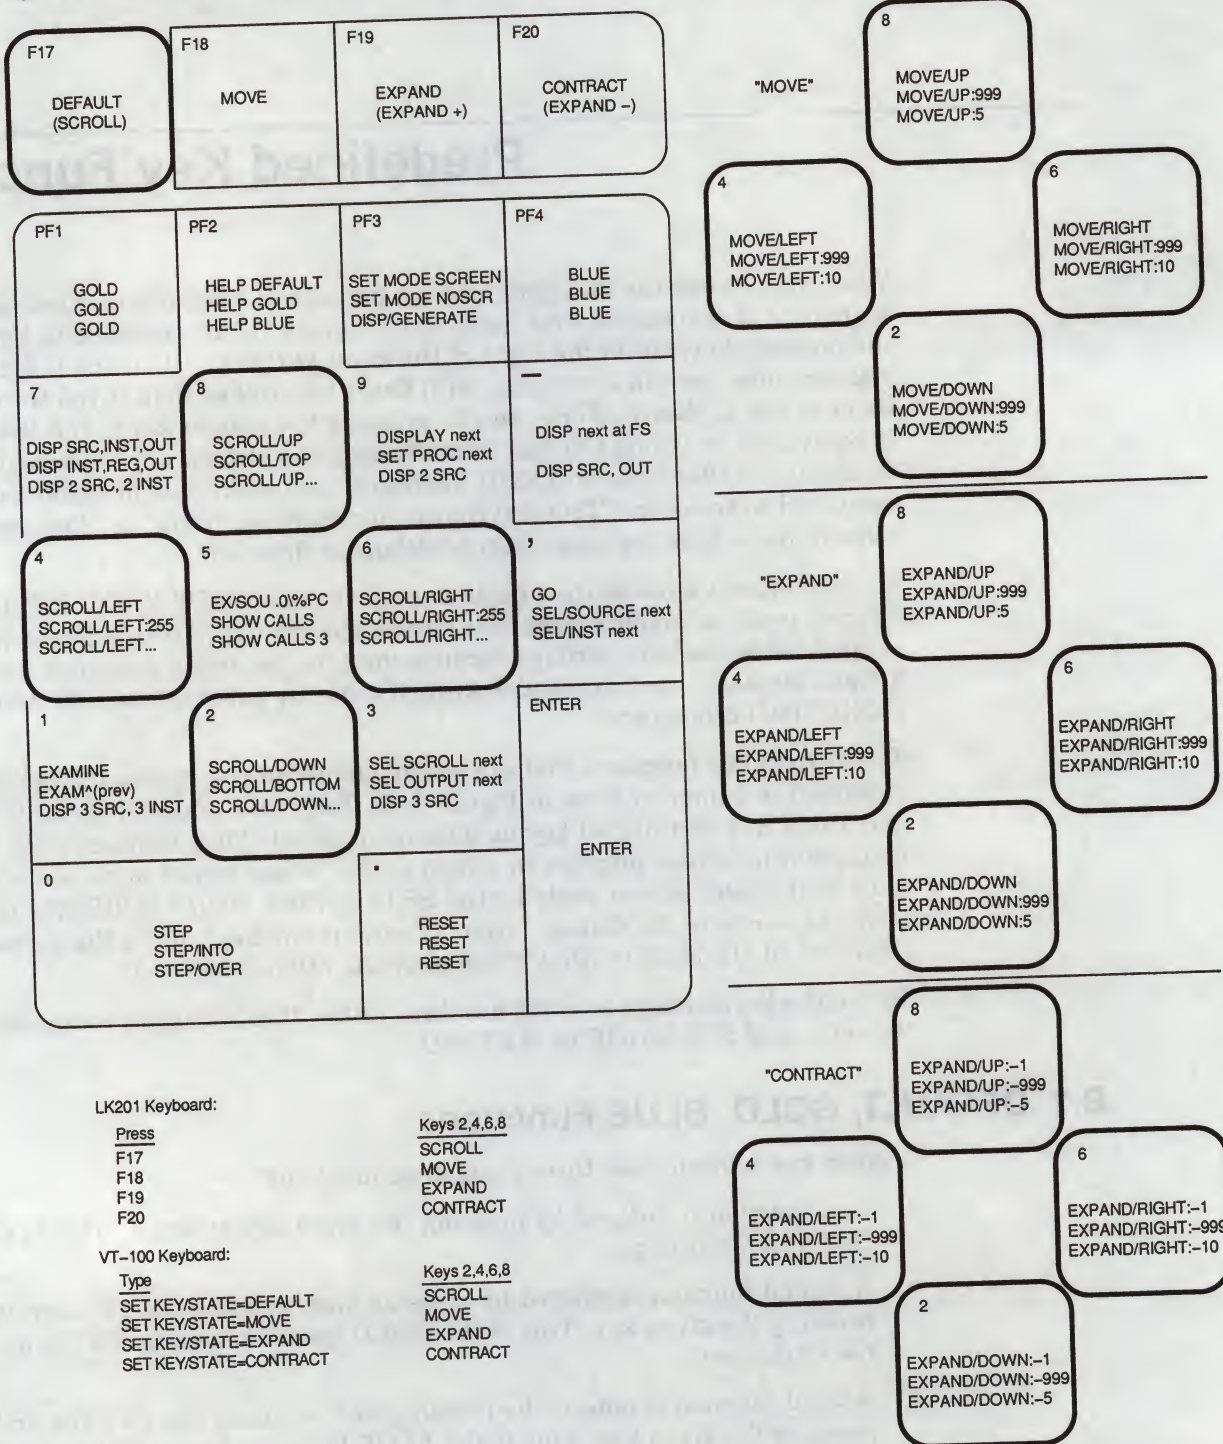 F17
DEFAULT
(SCROLL)
F18
MOVE
F19
EXPAND
(EXPAND +)
F20
CONTRACT
(EXPAND –)
PF1
GOLD
GOLD
GOLD
PF2
HELP DEFAULT
HELP GOLD
HELP BLUE
PF3
SET MODE SCREEN
SET MODE NOSCR
DISP/GENERATE
PF4
BLUE
BLUE
BLUE
7
DISP SRC,INST,OUT
DISP INST,REG,OUT
DISP 2 SRC, 2 INST
8
SCROLL/UP
SCROLL/TOP
SCROLL/UP...
9
DISPLAY next
SET PROC next
DISP 2 SRC
–
DISP next at FS
DISP SRC, OUT
4
SCROLL/LEFT
SCROLL/LEFT:255
SCROLL/LEFT...
5
EX/SOU .0\%PC
SHOW CALLS
SHOW CALLS 3
6
SCROLL/RIGHT
SCROLL/RIGHT:255
SCROLL/RIGHT...
,
GO
SEL/SOURCE next
SEL/INST next
1
EXAMINE
EXAM^(prev)
DISP 3 SRC, 3 INST
2
SCROLL/DOWN
SCROLL/BOTTOM
SCROLL/DOWN...
3
SEL SCROLL next
SEL OUTPUT next
DISP 3 SRC
ENTER
ENTER
0
STEP
STEP/INTO
STEP/OVER
.
RESET
RESET
RESET
"MOVE"
8
MOVE/UP
MOVE/UP:999
MOVE/UP:5
4
MOVE/LEFT
MOVE/LEFT:999
MOVE/LEFT:10
6
MOVE/RIGHT
MOVE/RIGHT:999
MOVE/RIGHT:10
2
MOVE/DOWN
MOVE/DOWN:999
MOVE/DOWN:5
"EXPAND"
8
EXPAND/UP
EXPAND/UP:999
EXPAND/UP:5
4
EXPAND/LEFT
EXPAND/LEFT:999
EXPAND/LEFT:10
6
EXPAND/RIGHT
EXPAND/RIGHT:999
EXPAND/RIGHT:10
2
EXPAND/DOWN
EXPAND/DOWN:999
EXPAND/DOWN:5
"CONTRACT"
8
EXPAND/UP:–1
EXPAND/UP:–999
EXPAND/UP:–5
4
EXPAND/LEFT:–1
EXPAND/LEFT:–999
EXPAND/LEFT:–10
6
EXPAND/RIGHT:–1
EXPAND/RIGHT:–999
EXPAND/RIGHT:–10
2
EXPAND/DOWN:–1
EXPAND/DOWN:–999
EXPAND/DOWN:–5
LK201 Keyboard:
Press Keys 2,4,6,8
F17 SCROLL
F18 MOVE
F19 EXPAND
F20 CONTRACT
VT–100 Keyboard:
Type Keys 2,4,6,8
SET KEY/STATE=DEFAULT SCROLL
SET KEY/STATE=MOVE MOVE
SET KEY/STATE=EXPAND EXPAND
SET KEY/STATE=CONTRACT CONTRACT